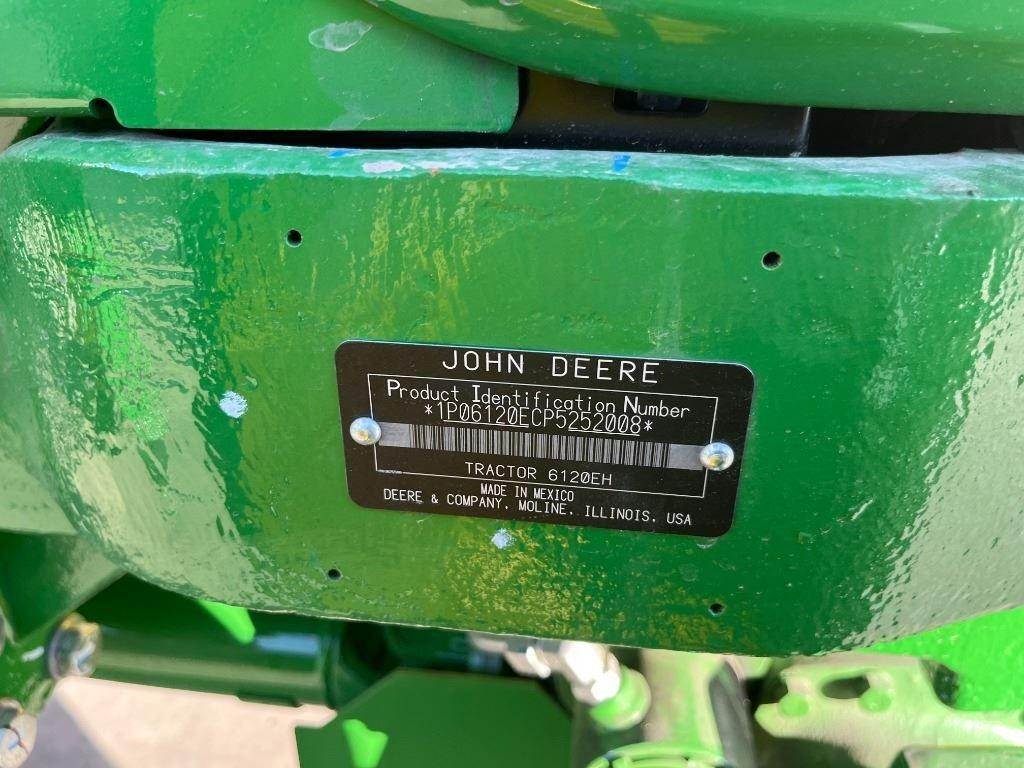 JOHN DEERE
Product Identification Number
*1P06120ECP5252008*
TRACTOR 6120EH
MADE IN MEXICO
DEERE & COMPANY, MOLINE, ILLINOIS, USA